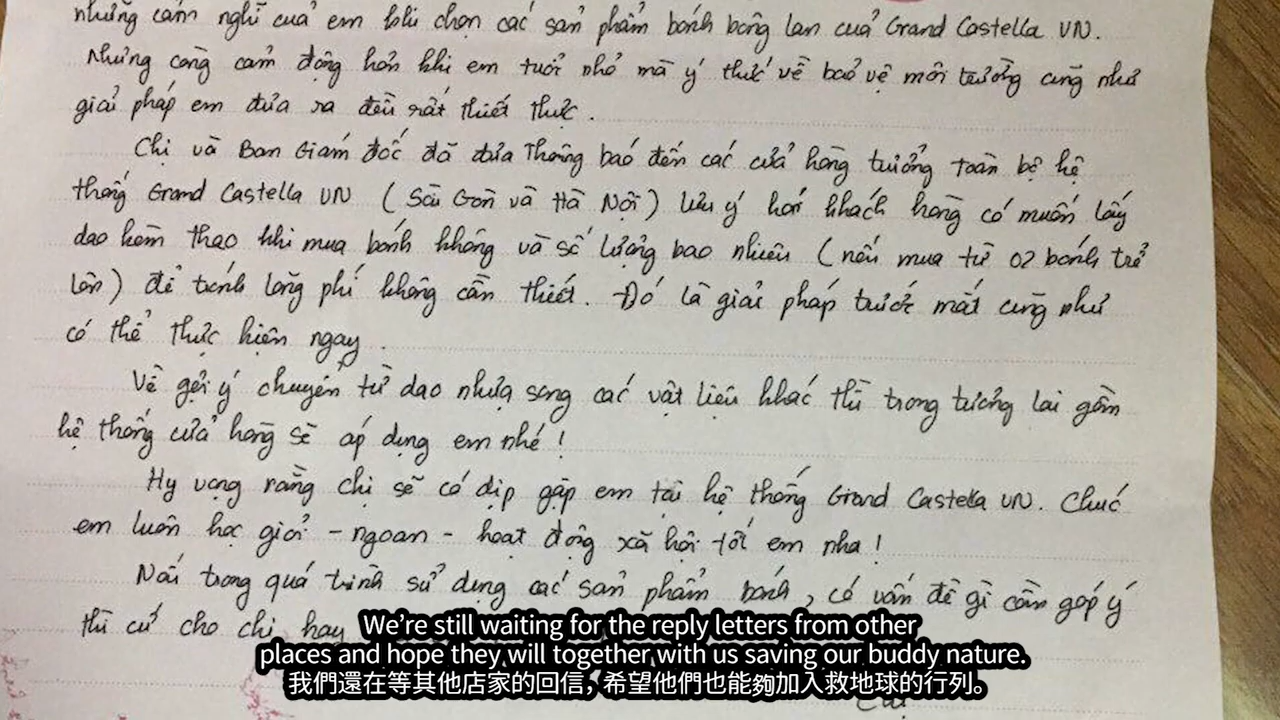 những cảm nghĩ của em khi chọn các sản phẩm bánh bông lan của Grand Castella VN.
Nhưng càng cảm động hơn khi em tuổi nhỏ mà ý thức về bảo vệ môi trường cũng như
giải pháp em đưa ra đều rất thiết thực.
Chị và Ban Giám đốc đã đưa Thông báo đến các cửa hàng trưởng toàn bộ hệ
thống Grand Castella VN (Sài Gòn và Hà Nội) lưu ý hỏi khách hàng có muốn lấy
dao kèm theo khi mua bánh không và số lượng bao nhiêu (nếu mua từ 02 bánh trở
lên) để tránh lãng phí không cần thiết. Đó là giải pháp trước mắt cũng như
có thể thực hiện ngay.
Về gợi ý chuyển từ dao nhựa sang các vật liệu khác thì trong tương lai gần
hệ thống cửa hàng sẽ áp dụng em nhé!
Hy vọng rằng chị sẽ có dịp gặp em tại hệ thống Grand Castella VN. Chúc
em luôn học giỏi - ngoan - hoạt động xã hội tốt em nha!
Nếu trong quá trình sử dụng các sản phẩm bánh, có vấn đề gì cần góp ý
thì cứ cho chị hay
We're still waiting for the reply letters from other
places and hope they will together with us saving our buddy nature.
我們還在等其他店家的回信, 希望他們也能夠加入救地球的行列。